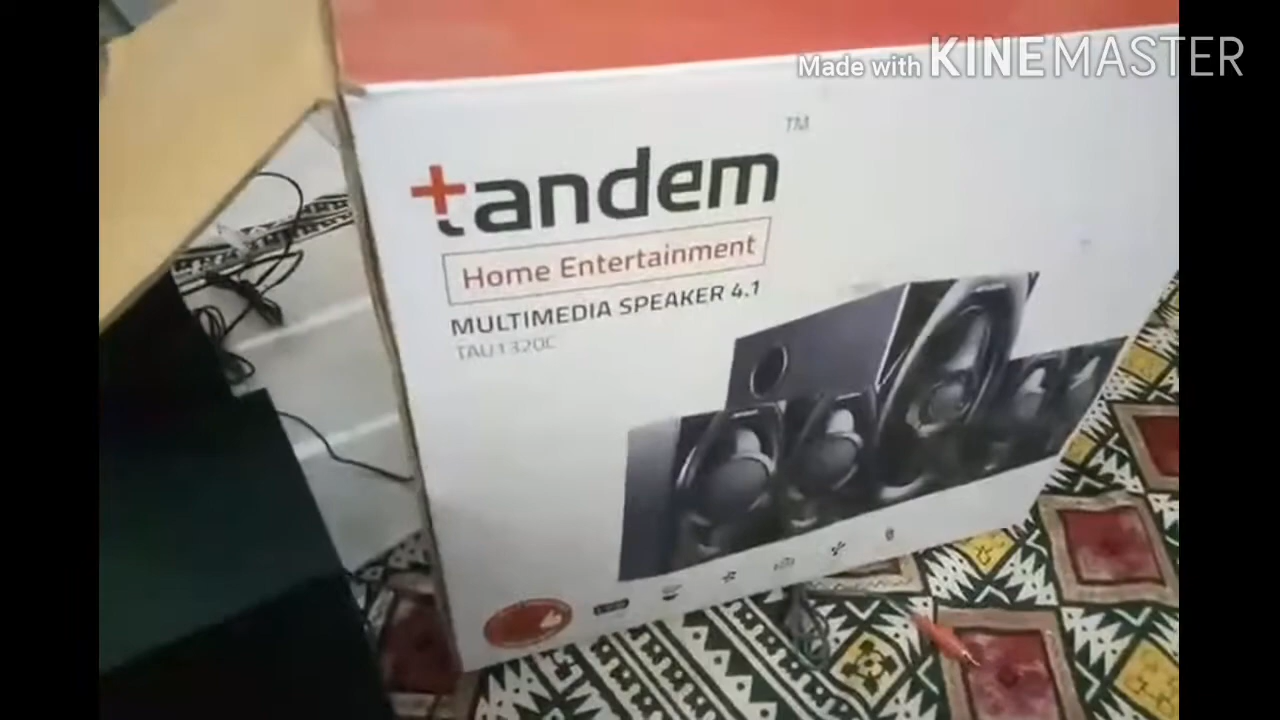 Made with KINEMASTER
TM
tandem
Home Entertainment
MULTIMEDIA SPEAKER 4.1
TAU1320C